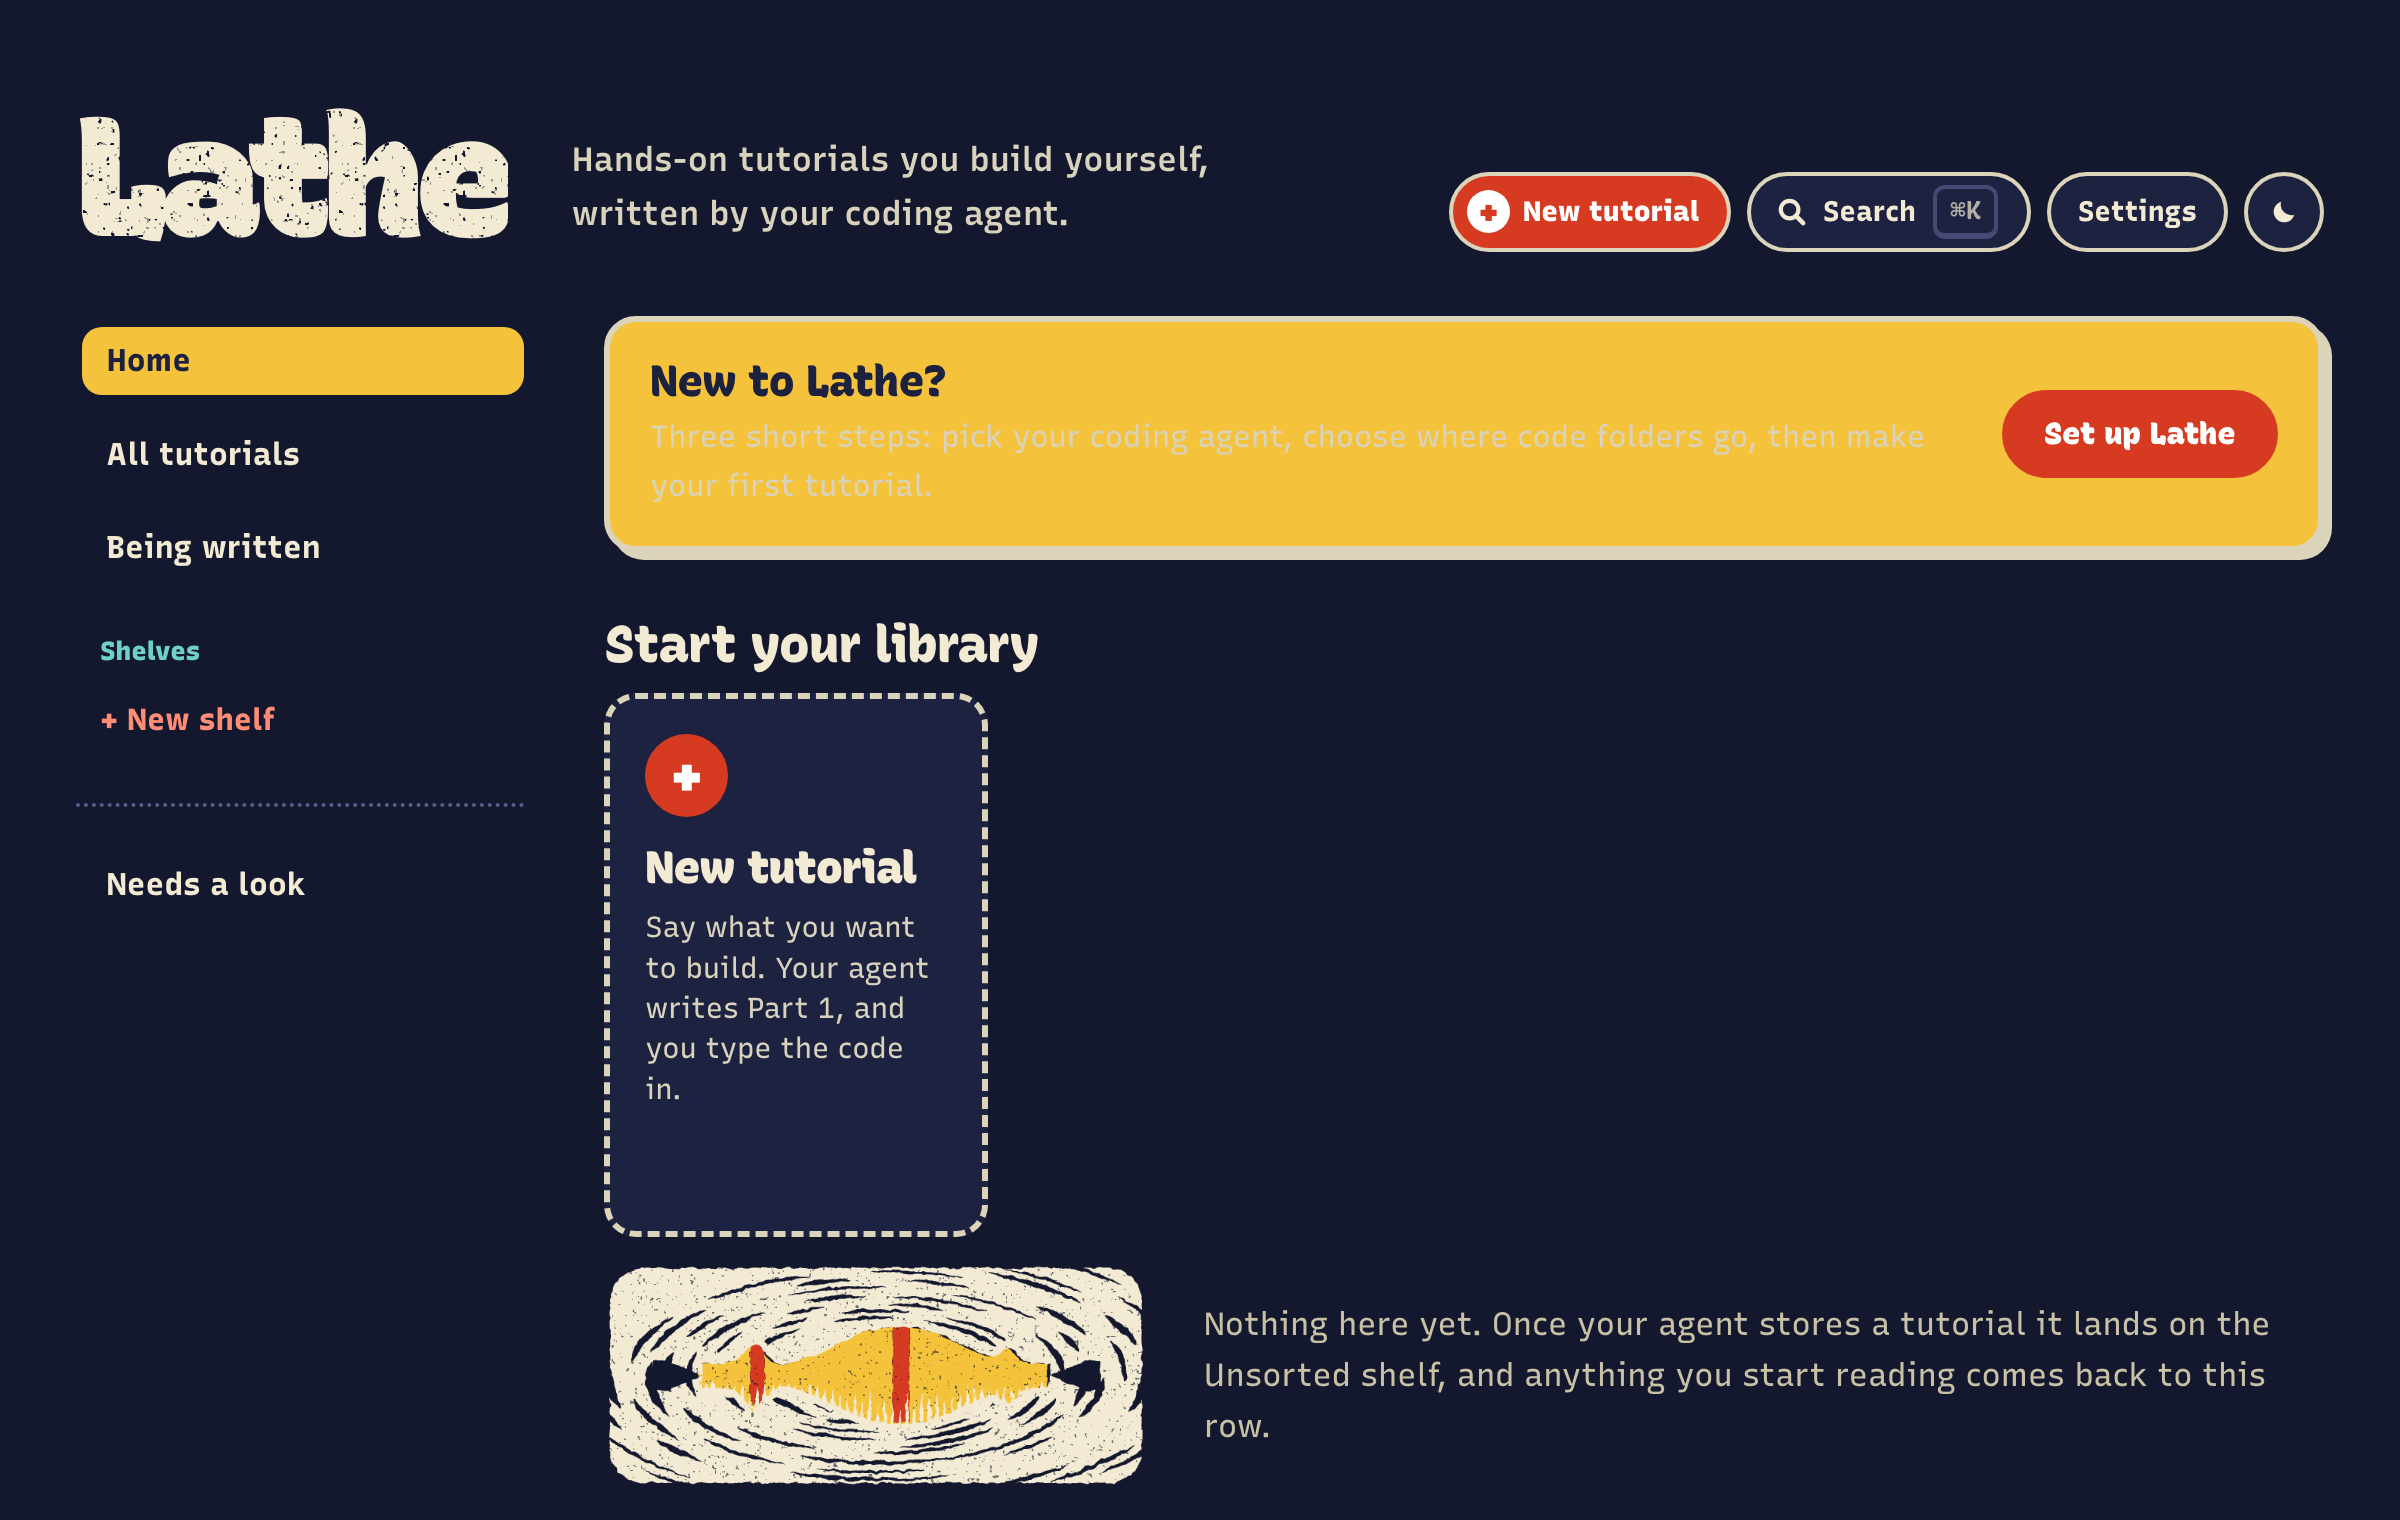 Lathe
Hands-on tutorials you build yourself,
written by your coding agent.
New tutorial
Search ⌘K
Settings
Home
All tutorials
Being written
Shelves
+ New shelf
Needs a look
New to Lathe?
Three short steps: pick your coding agent, choose where code folders go, then make
your first tutorial.
Set up Lathe
Start your library
New tutorial
Say what you want
to build. Your agent
writes Part 1, and
you type the code
in.
Nothing here yet. Once your agent stores a tutorial it lands on the
Unsorted shelf, and anything you start reading comes back to this
row.